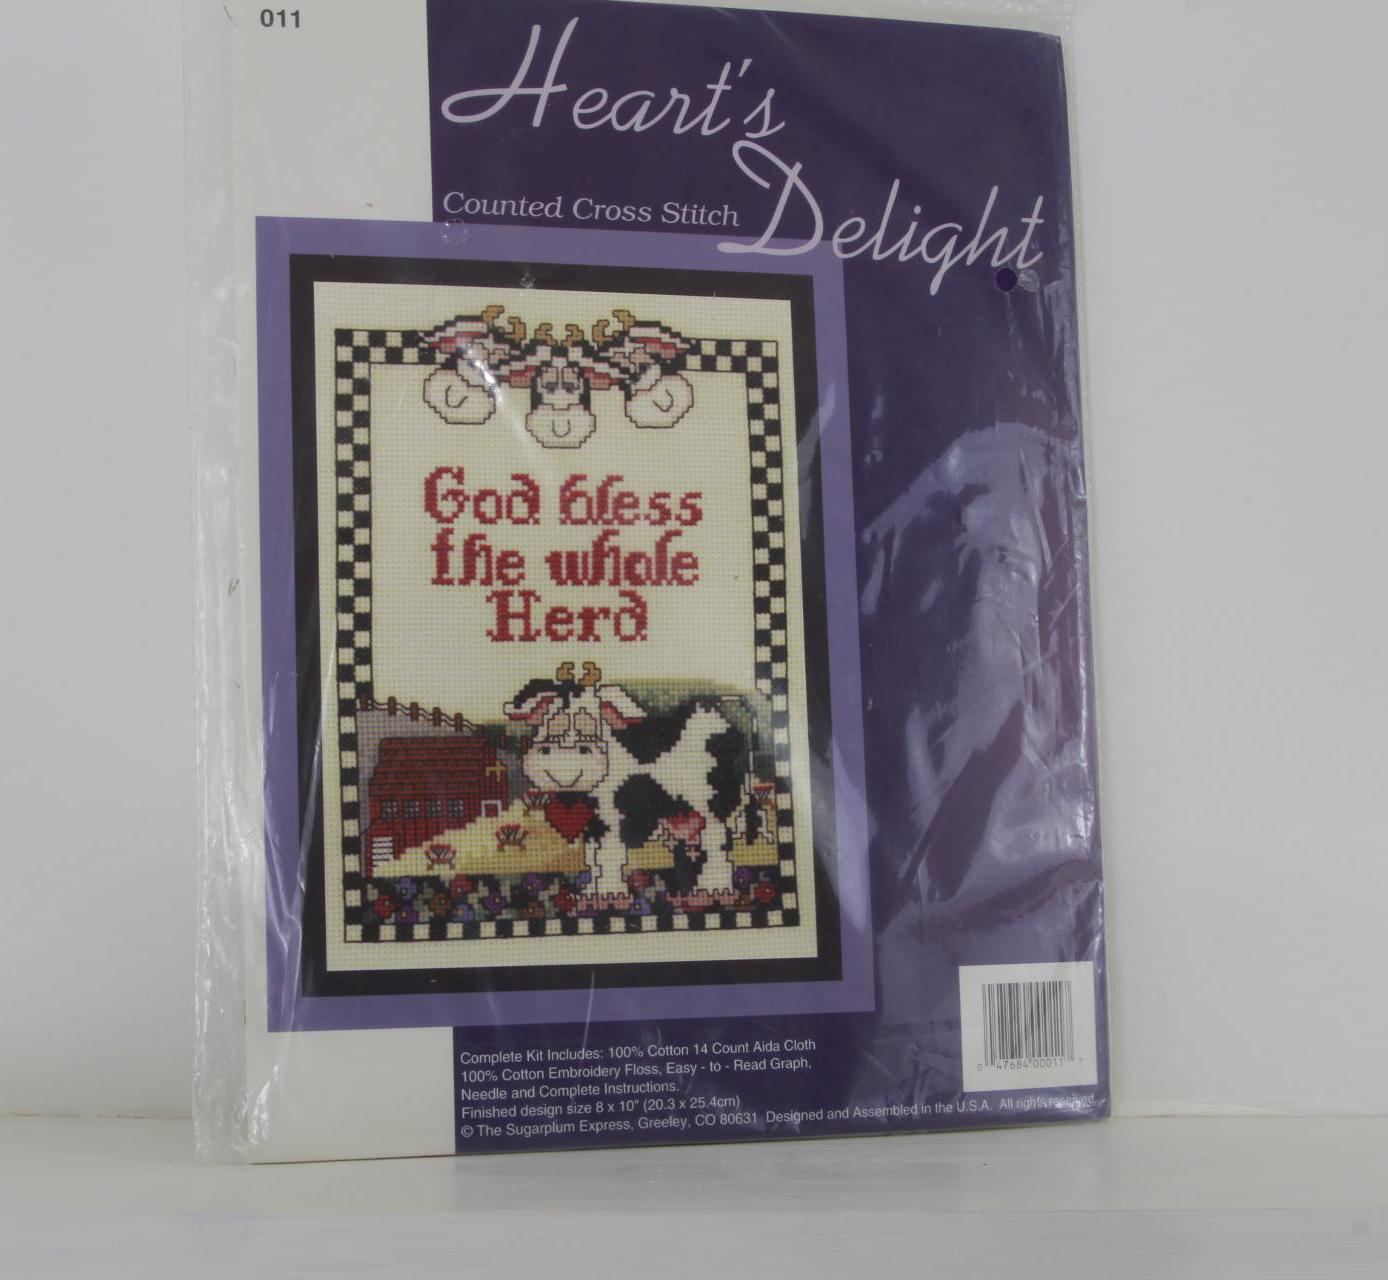 011
Heart's
Delight
Counted Cross Stitch
God bless
the whole
Herd
Complete Kit Includes: 100% Cotton 14 Count Aida Cloth
100% Cotton Embroidery Floss, Easy - to - Read Graph,
Needle and Complete Instructions.
Finished design size 8 x 10" (20.3 x 25.4cm)
© The Sugarplum Express, Greeley, CO 80631 Designed and Assembled in the U.S.A. All rights reserved
0 47684 00011 7